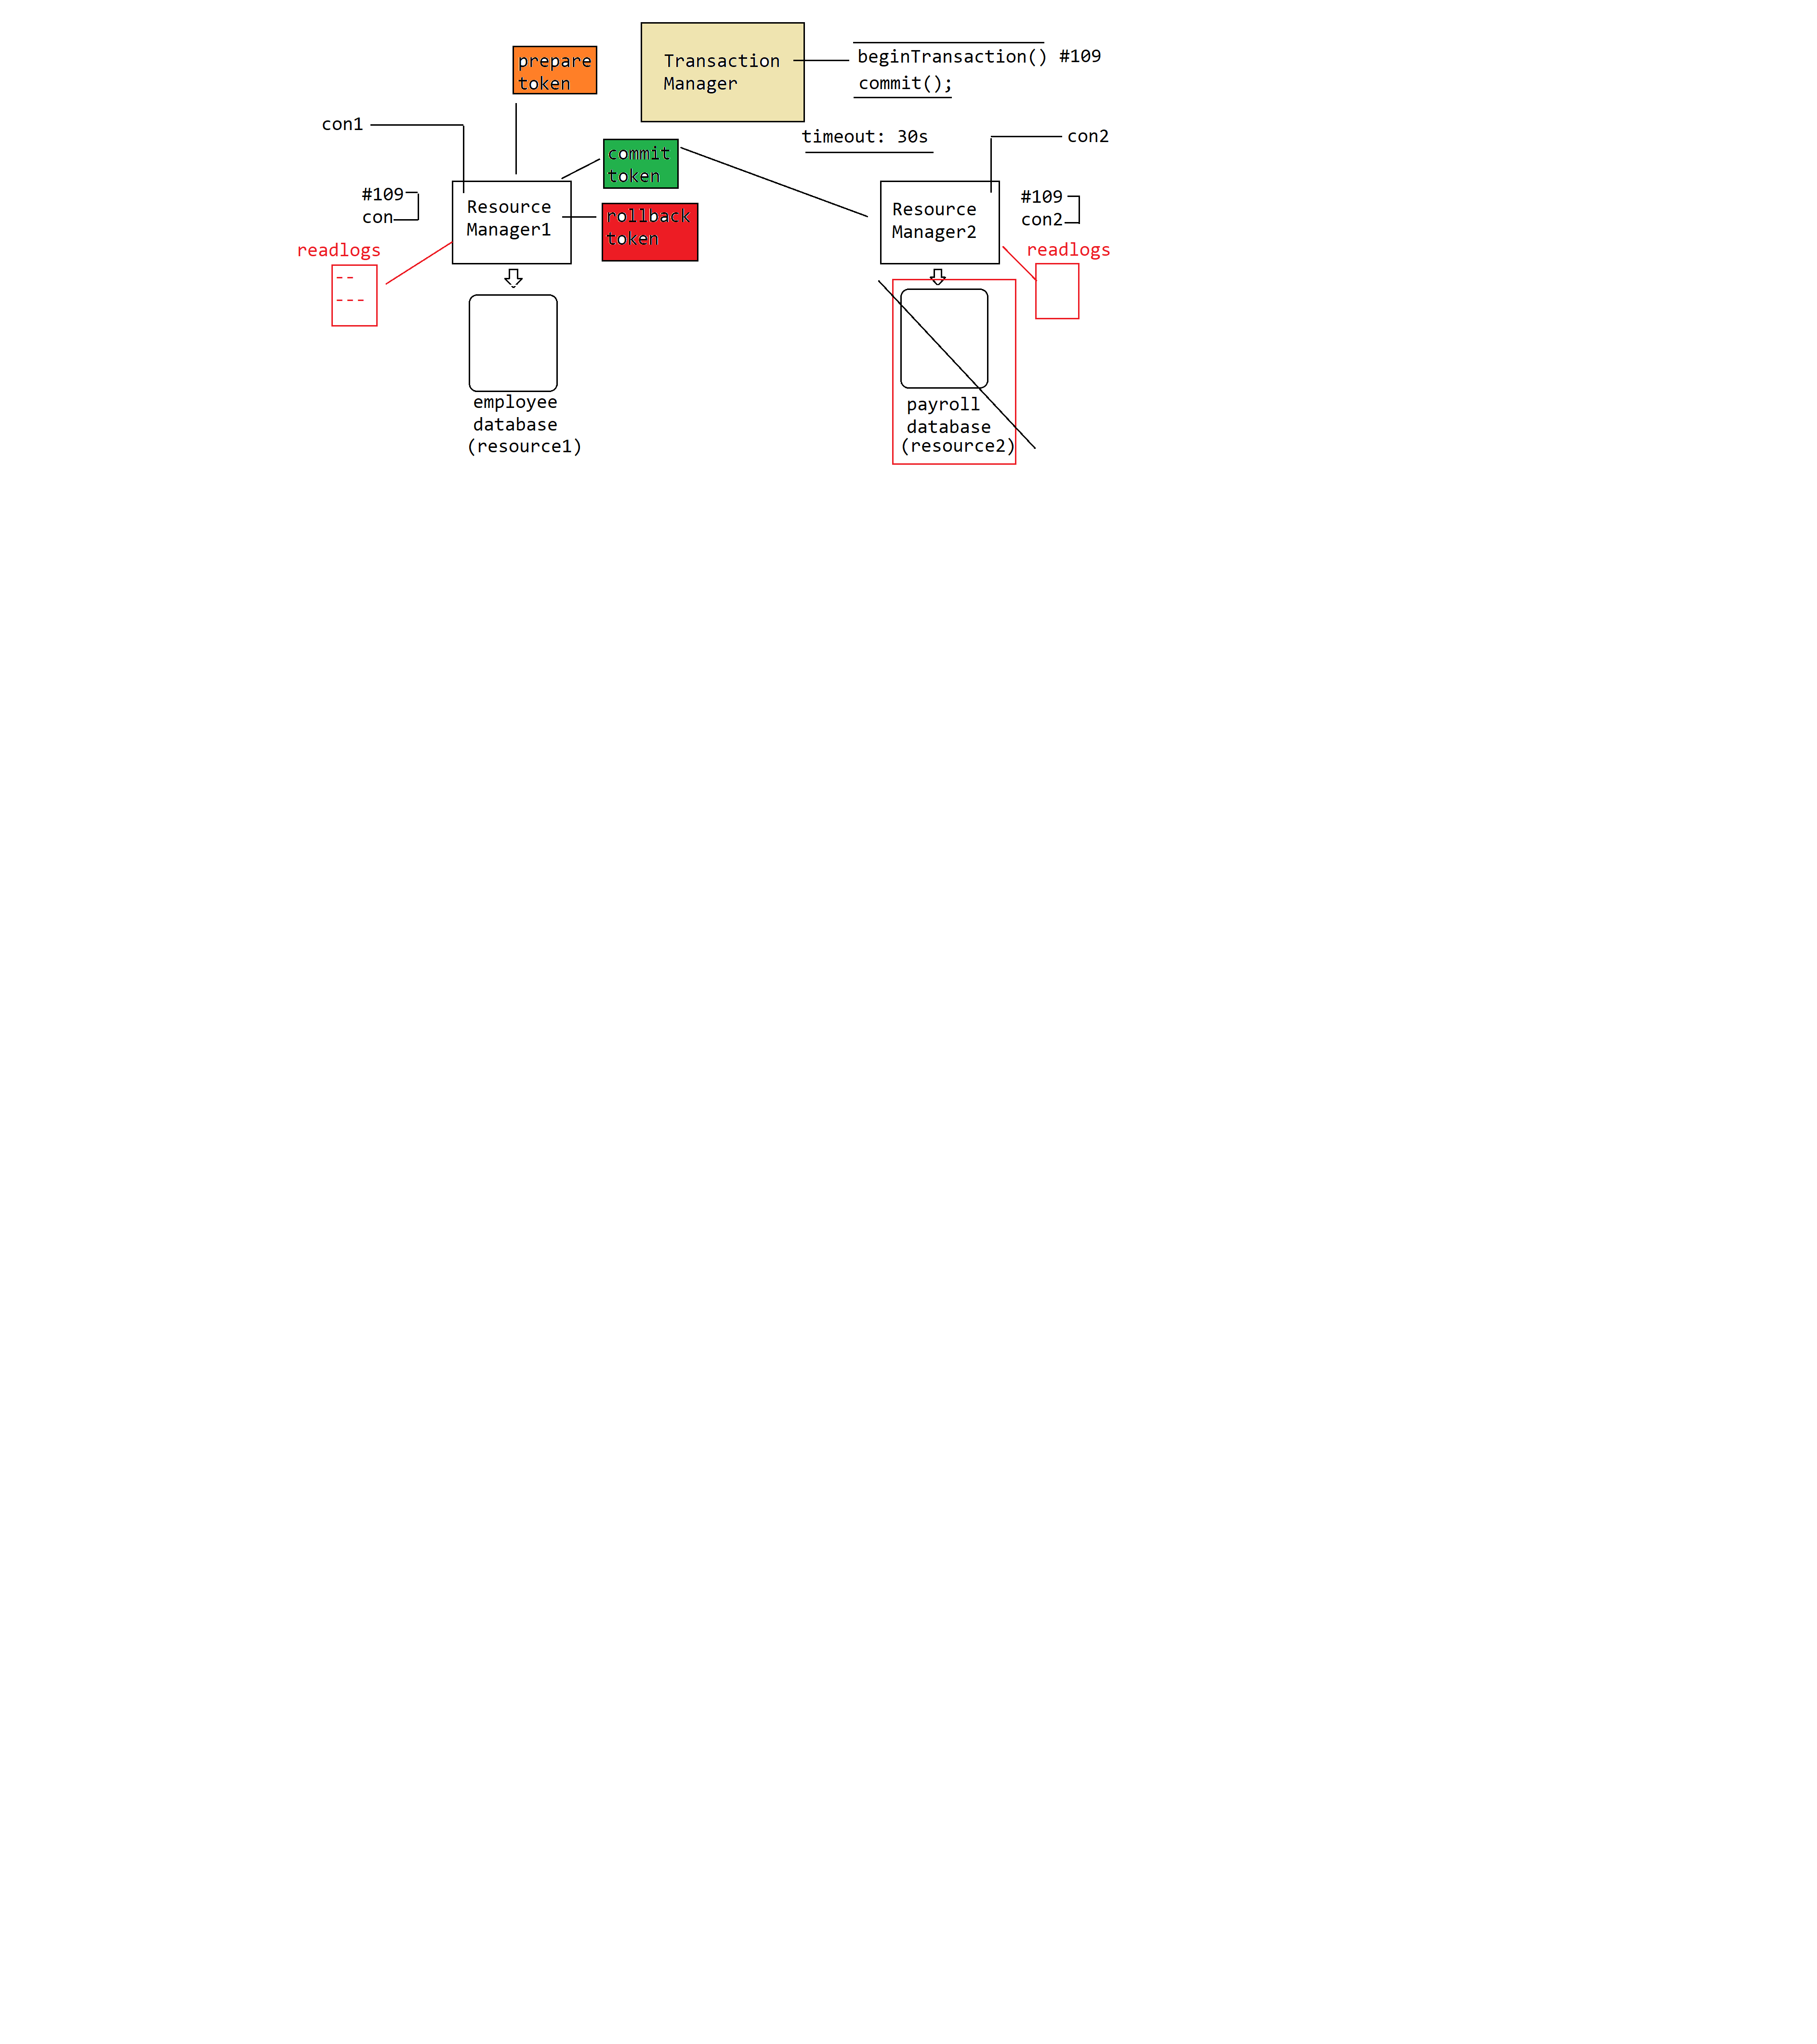 prepare
token
Transaction
Manager
beginTransaction() #109
commit();
con1
timeout: 30s
con2
commit
token
#109
con
Resource
Manager1
rollback
token
Resource
Manager2
#109
con2
readlogs
--
---
readlogs
employee
database
(resource1)
payroll
database
(resource2)